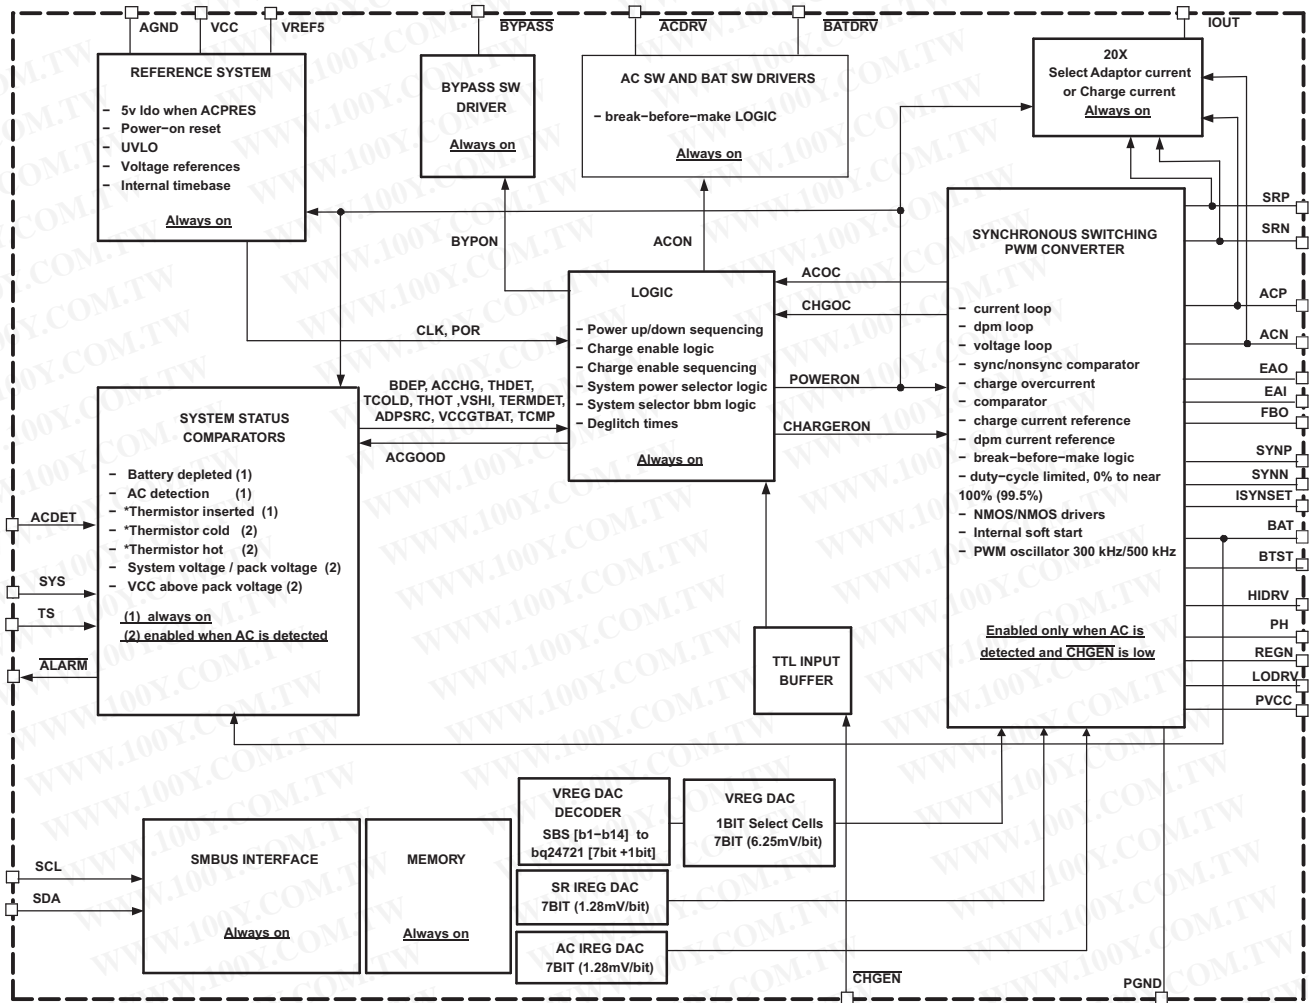 AGND
VCC
VREF5
BYPASS
ACDRV
BATDRV
IOUT
REFERENCE SYSTEM
− 5v ldo when ACPRES
− Power−on reset
− UVLO
− Voltage references
− Internal timebase
Always on
BYPASS SW
DRIVER
Always on
AC SW AND BAT SW DRIVERS
− break−before−make LOGIC
Always on
20X
Select Adaptor current
or Charge current
Always on
BYPON
ACON
LOGIC
− Power up/down sequencing
− Charge enable logic
− Charge enable sequencing
− System power selector logic
− System selector bbm logic
− Deglitch times
Always on
CLK, POR
ACOC
CHGOC
POWERON
CHARGERON
BDEP, ACCHG, THDET,
TCOLD, THOT ,VSHI, TERMDET,
ADPSRC, VCCGTBAT, TCMP
ACGOOD
SYNCHRONOUS SWITCHING
PWM CONVERTER
− current loop
− dpm loop
− voltage loop
− sync/nonsync comparator
− charge overcurrent
− comparator
− charge current reference
− dpm current reference
− break−before−make logic
− duty−cycle limited, 0% to near
100% (99.5%)
− NMOS/NMOS drivers
− Internal soft start
− PWM oscillator 300 kHz/500 kHz
Enabled only when AC is
detected and CHGEN is low
SRP
SRN
ACP
ACN
EAO
EAI
FBO
SYNP
SYNN
ISYNSET
BAT
BTST
HIDRV
PH
REGN
LODRV
PVCC
SYSTEM STATUS
COMPARATORS
− Battery depleted (1)
− AC detection (1)
− *Thermistor inserted (1)
− *Thermistor cold (2)
− *Thermistor hot (2)
− System voltage / pack voltage (2)
− VCC above pack voltage (2)
(1) always on
(2) enabled when AC is detected
ACDET
SYS
TS
ALARM
TTL INPUT
BUFFER
SMBUS INTERFACE
Always on
SCL
SDA
MEMORY
Always on
VREG DAC
DECODER
SBS [b1−b14] to
bq24721 [7bit +1bit]
VREG DAC
1BIT Select Cells
7BIT (6.25mV/bit)
SR IREG DAC
7BIT (1.28mV/bit)
AC IREG DAC
7BIT (1.28mV/bit)
CHGEN
PGND
WWW.100Y.COM.TW